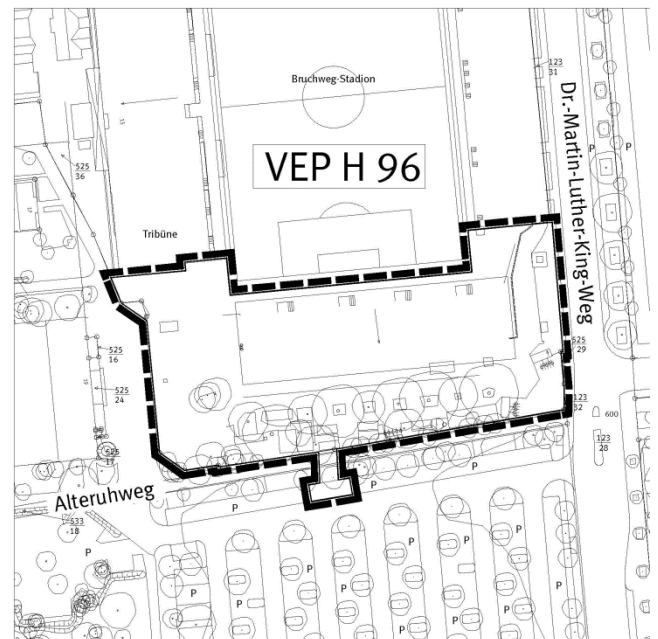 Bruchweg-Stadion
123
31
Dr.-Martin-Luther-King-Weg
P
P
525
36
VEP H 96
Tribüne
525
29
525
16
525
24
123
32
600
123
28
525
17
P
P
Alteruhweg
533
18
P
P
P
P
P
P
P
P
P
P
P